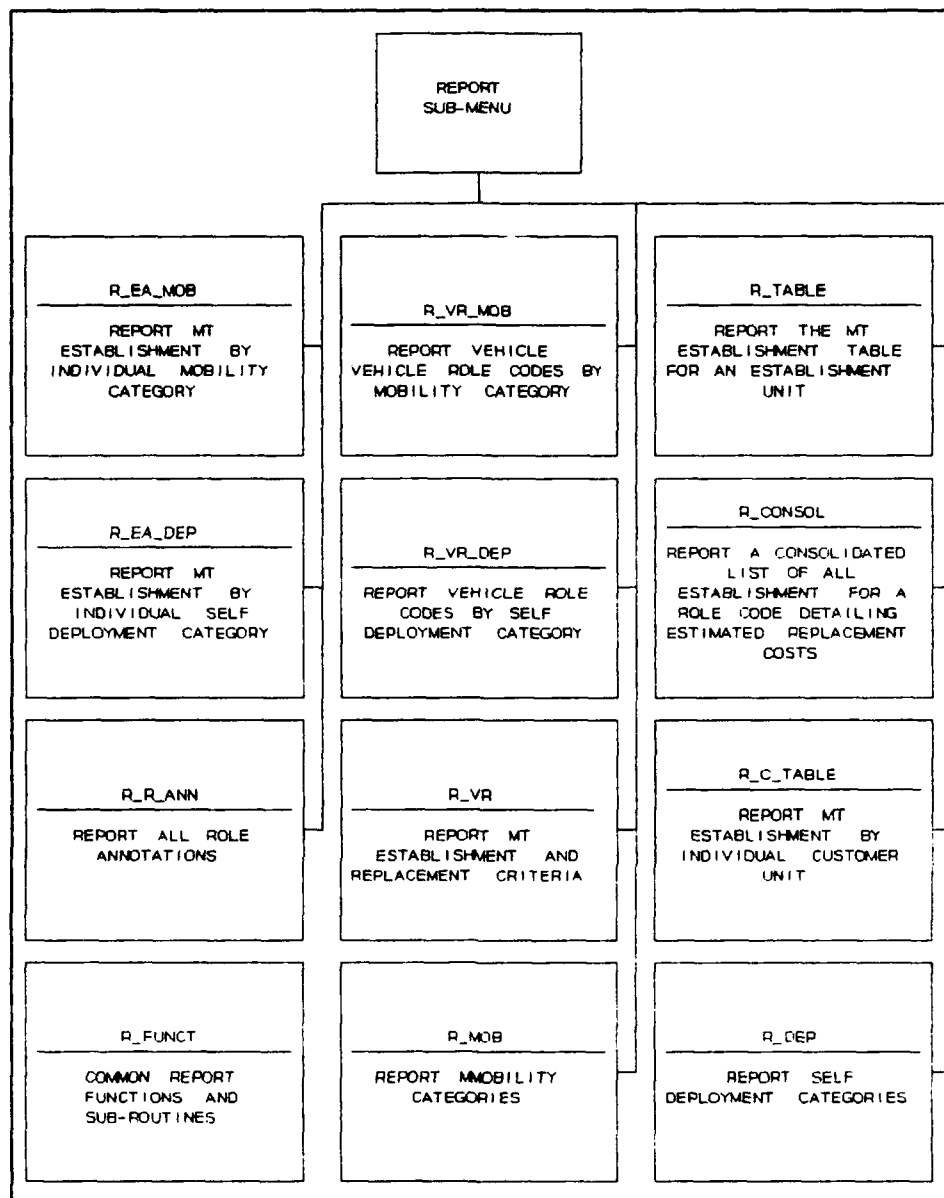 REPORT
SUB-MENU
R_EA_MOB
REPORT MT
ESTABLISHMENT BY
INDIVIDUAL MOBILITY
CATEGORY
R_VR_MOB
REPORT VEHICLE
VEHICLE ROLE CODES BY
MOBILITY CATEGORY
R_TABLE
REPORT THE MT
ESTABLISHMENT TABLE
FOR AN ESTABLISHMENT
UNIT
R_EA_DEP
REPORT MT
ESTABLISHMENT BY
INDIVIDUAL SELF
DEPLOYMENT CATEGORY
R_VR_DEP
REPORT VEHICLE ROLE
CODES BY SELF
DEPLOYMENT CATEGORY
R_CONSOL
REPORT A CONSOLIDATED
LIST OF ALL
ESTABLISHMENT FOR A
ROLE CODE DETAILING
ESTIMATED REPLACEMENT
COSTS
R_R_ANN
REPORT ALL ROLE
ANNOTATIONS
R_VR
REPORT MT
ESTABLISHMENT AND
REPLACEMENT CRITERIA
R_C_TABLE
REPORT MT
ESTABLISHMENT BY
INDIVIDUAL CUSTOMER
UNIT
R_FUNCT
COMMON REPORT
FUNCTIONS AND
SUB-ROUTINES
R_MOB
REPORT MMOBILITY
CATEGORIES
R_DEP
REPORT SELF
DEPLOYMENT CATEGORIES